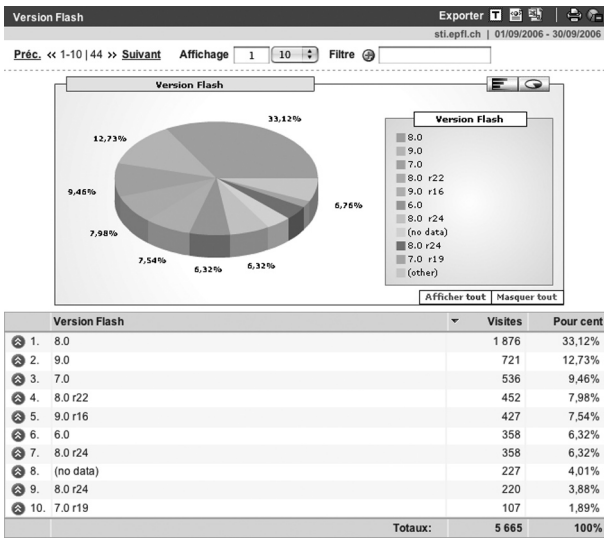 Version Flash
Exporter T
sti.epfl.ch | 01/09/2006 - 30/09/2006
Préc. << 1-10 | 44 >> Suivant Affichage 1 10 Filtre
Version Flash
33,12%
12,73%
9,46%
7,98%
7,54%
6,32%
6,32%
6,76%
Version Flash
8.0
9.0
7.0
8.0 r22
9.0 r16
6.0
8.0 r24
(no data)
8.0 r24
7.0 r19
(other)
Afficher tout Masquer tout
Version Flash Visites Pour cent
1. 8.0 1 876 33,12%
2. 9.0 721 12,73%
3. 7.0 536 9,46%
4. 8.0 r22 452 7,98%
5. 9.0 r16 427 7,54%
6. 6.0 358 6,32%
7. 8.0 r24 358 6,32%
8. (no data) 227 4,01%
9. 8.0 r24 220 3,88%
10. 7.0 r19 107 1,89%
Totaux: 5 665 100%